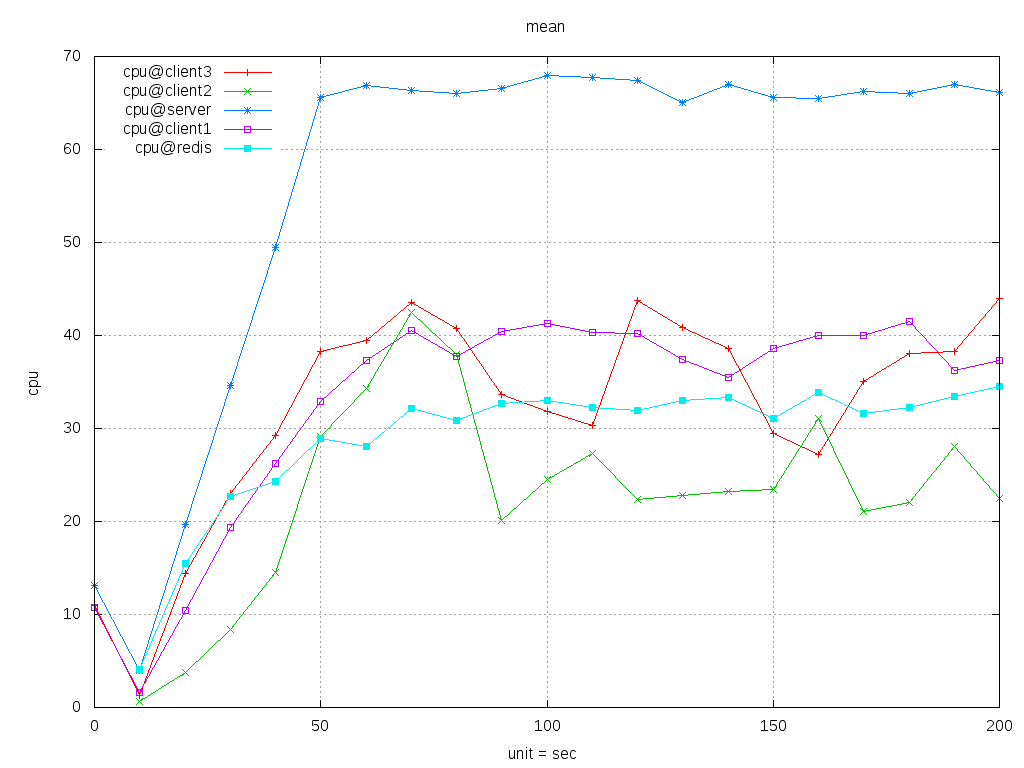 mean
70
60
50
40
30
20
10
0
cpu
cpu@client3
cpu@client2
cpu@server
cpu@client1
cpu@redis
0 50 100 150 200
unit = sec